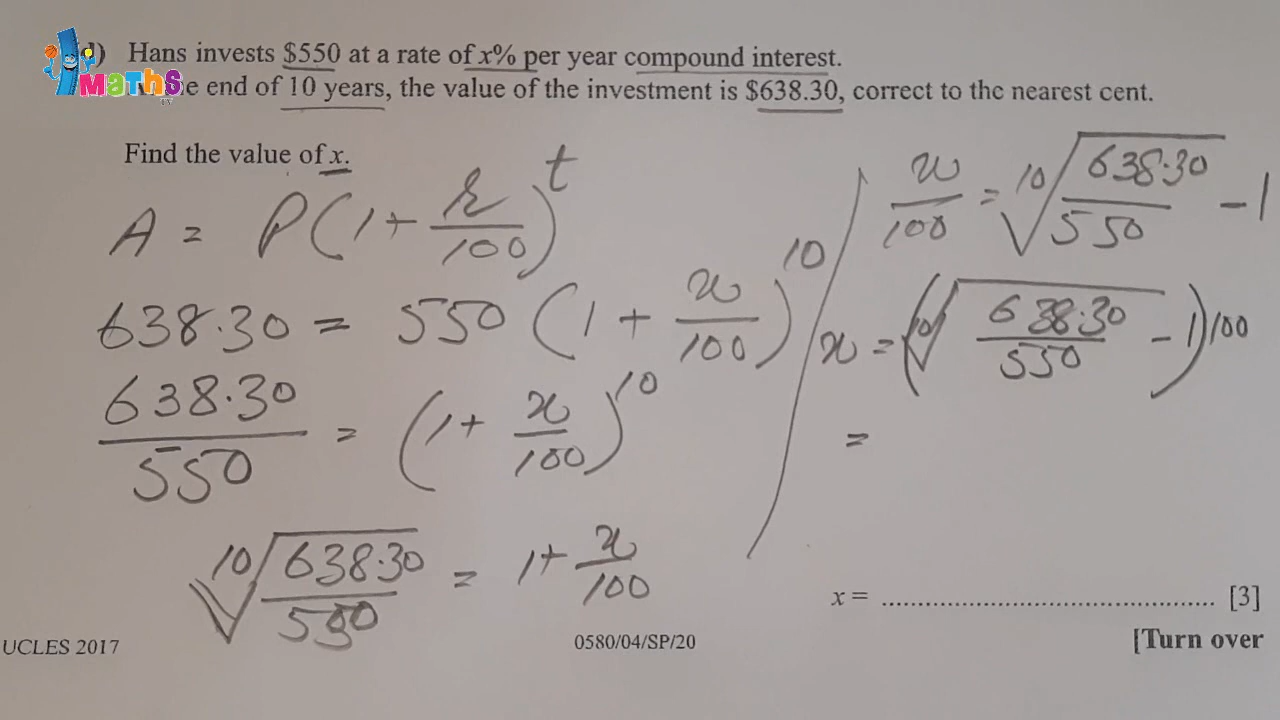 d) Hans invests $550 at a rate of x% per year compound interest.
Maths
TV
e end of 10 years, the value of the investment is $638.30, correct to the nearest cent.
Find the value of x.
A = P(1 + r/100)^t
638.30 = 550 (1 + x/100)^10
638.30/550 = (1 + x/100)^10
10√(638.30/550) = 1 + x/100
x/100 = 10√(638.30/550) - 1
x = (10√(638.30/550) - 1)100
=
x = ................................................ [3]
UCLES 2017
0580/04/SP/20
[Turn over